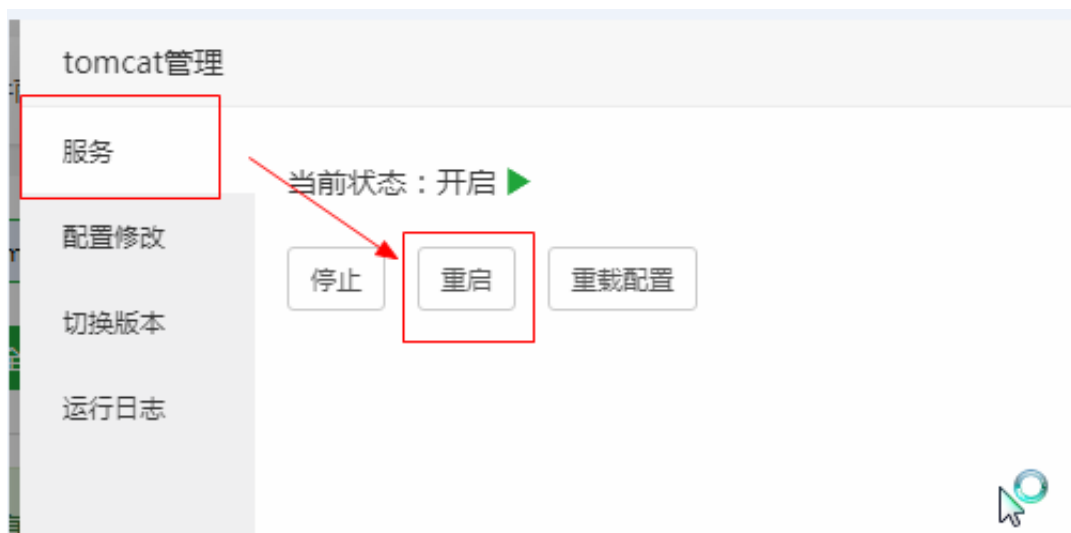 tomcat管理
服务
当前状态：开启
配置修改
停止 重启 重载配置
切换版本
运行日志